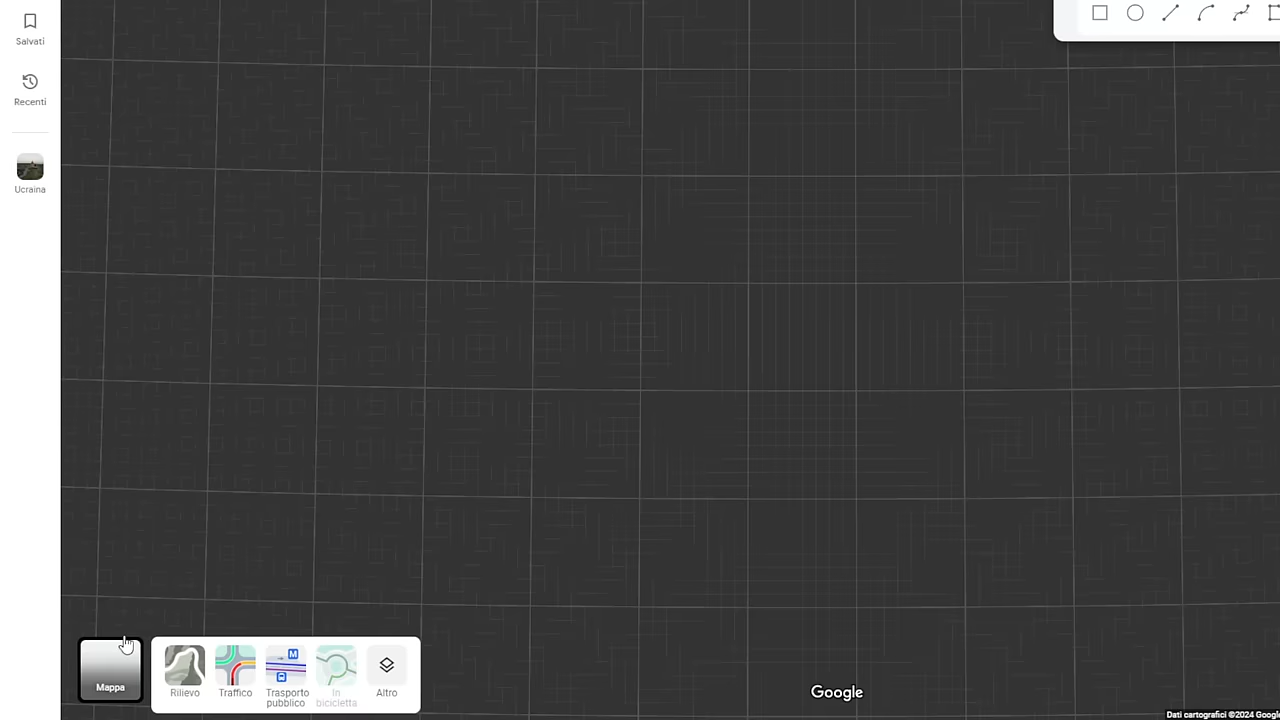 Salvati
Recenti
Ucraina
Mappa
Rilievo
Traffico
Trasporto
pubblico
In
bicicletta
Altro
M
Google
Dati cartografici ©2024 Google